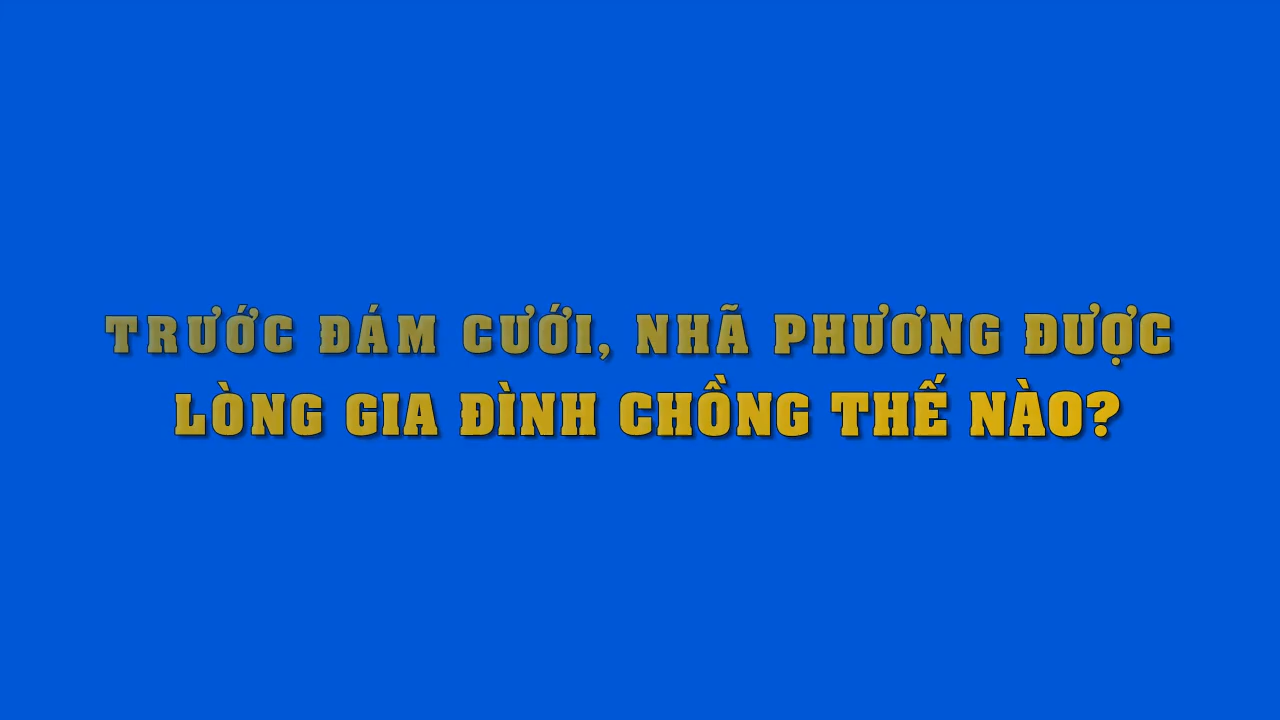 TRƯỚC ĐÁM CƯỚI, NHÃ PHƯƠNG ĐƯỢC
LÒNG GIA ĐÌNH CHỒNG THẾ NÀO?